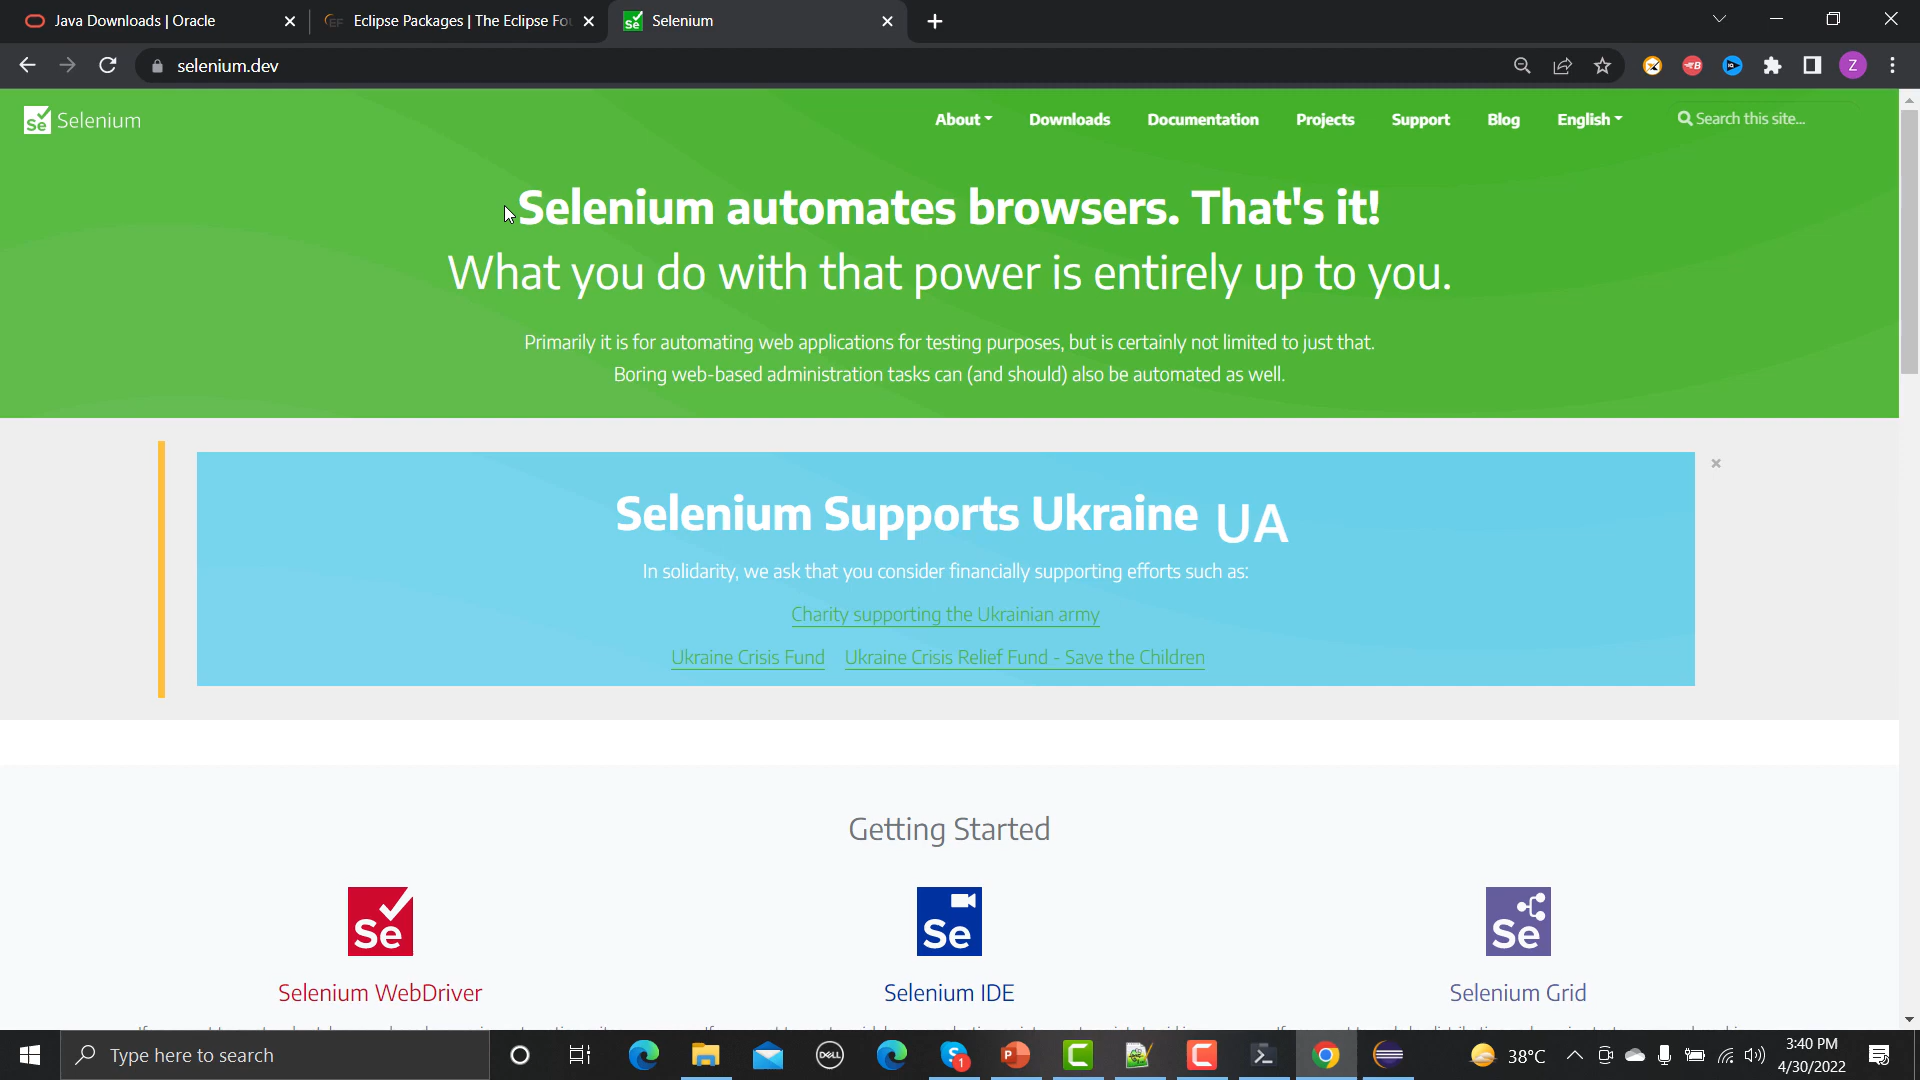 Java Downloads | Oracle
Eclipse Packages | The Eclipse Fo
Selenium
selenium.dev
Z
Se Selenium
About Downloads Documentation Projects Support Blog English Search this site...
Selenium automates browsers. That's it!
What you do with that power is entirely up to you.
Primarily it is for automating web applications for testing purposes, but is certainly not limited to just that.
Boring web-based administration tasks can (and should) also be automated as well.
Selenium Supports Ukraine UA
In solidarity, we ask that you consider financially supporting efforts such as:
Charity supporting the Ukrainian army
Ukraine Crisis Fund Ukraine Crisis Relief Fund - Save the Children
Getting Started
Se Se Se
Selenium WebDriver Selenium IDE Selenium Grid
Type here to search
DELL
38°C
3:40 PM
4/30/2022